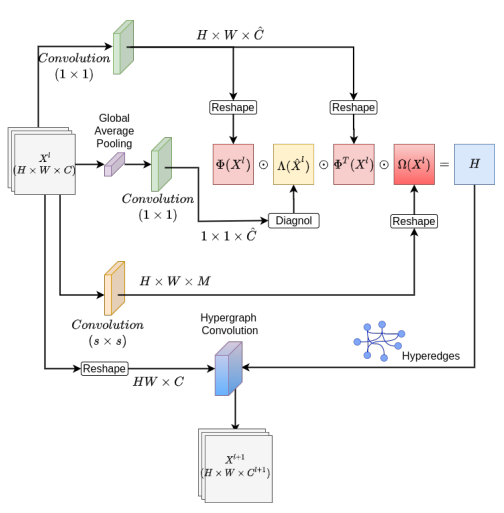 H × W × Ĉ
Convolution
(1 × 1)
Reshape
Reshape
Global
Average
Pooling
X^l
(H × W × C)
Φ(X^l) ⊙ Λ(X̂^l) ⊙ Φ^T(X^l) ⊙ Ω(X^l) = H
Convolution
(1 × 1)
Diagnol
Reshape
1 × 1 × Ĉ
H × W × M
Convolution
(s × s)
Hypergraph
Convolution
Hyperedges
Reshape
HW × C
X^{l+1}
(H × W × C^{l+1})